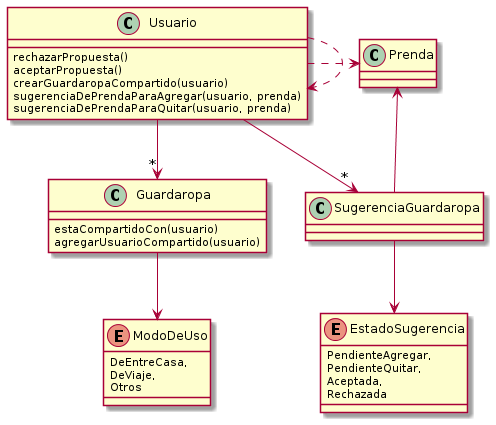 C Usuario
rechazarPropuesta()
aceptarPropuesta()
crearGuardaropaCompartido(usuario)
sugerenciaDePrendaParaAgregar(usuario, prenda)
sugerenciaDePrendaParaQuitar(usuario, prenda)
C Prenda
*
*
C Guardaropa
estaCompartidoCon(usuario)
agregarUsuarioCompartido(usuario)
C SugerenciaGuardaropa
E ModoDeUso
DeEntreCasa,
DeViaje,
Otros
E EstadoSugerencia
PendienteAgregar,
PendienteQuitar,
Aceptada,
Rechazada